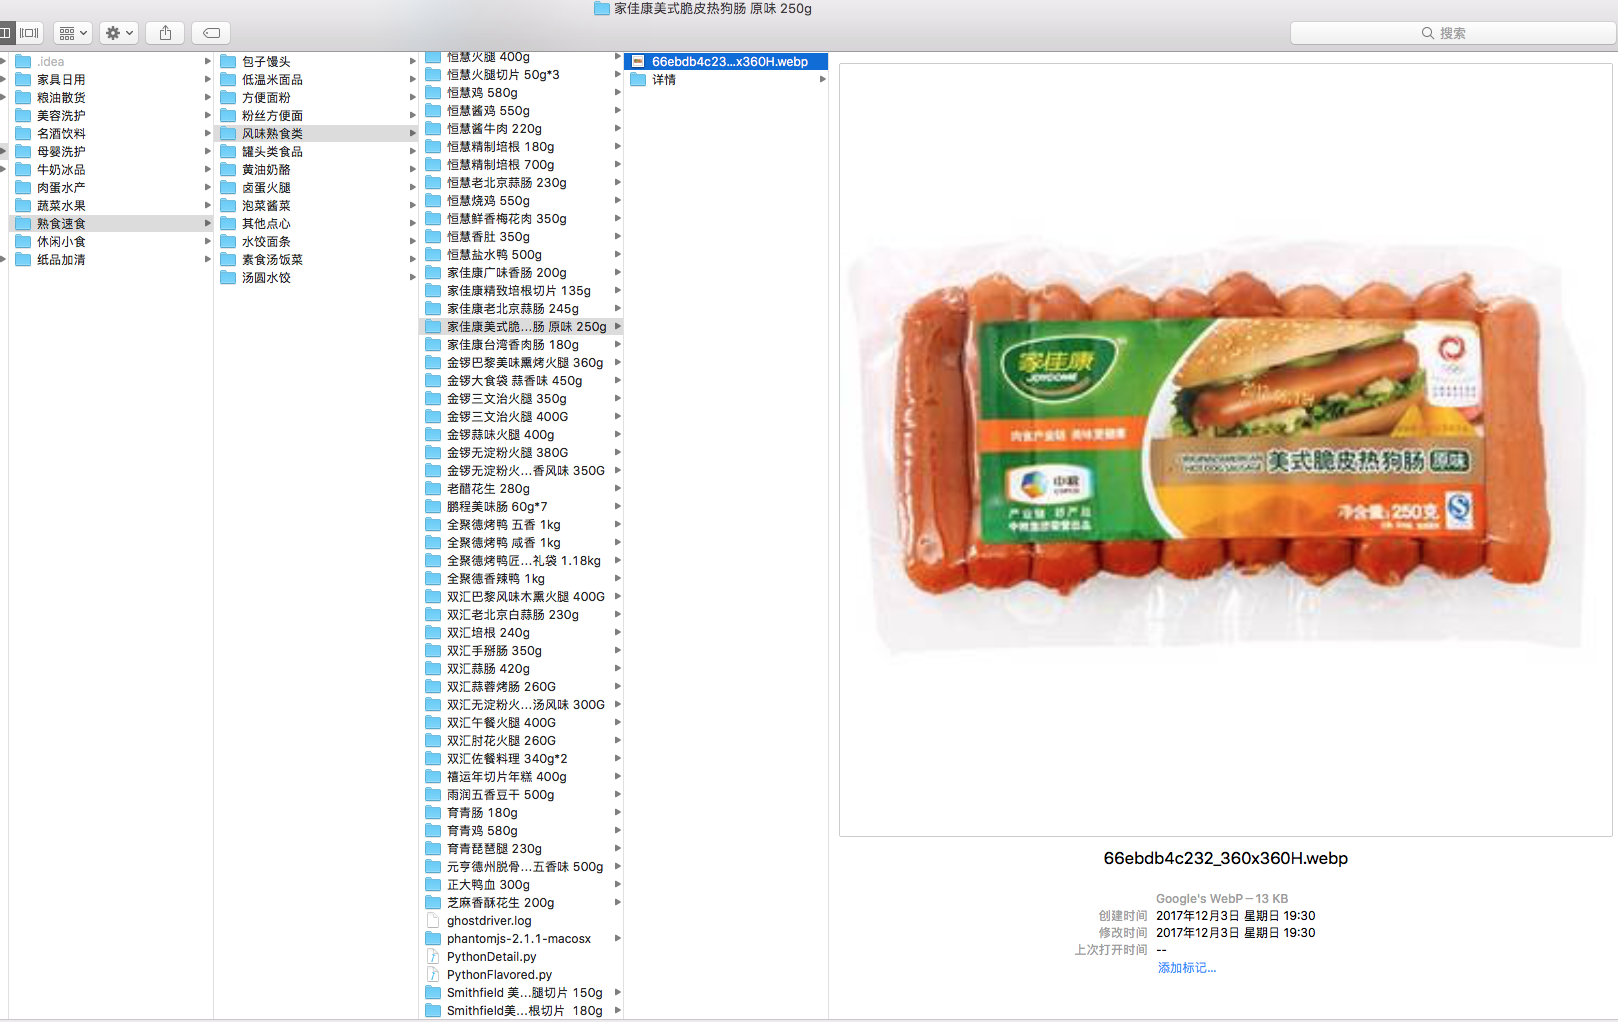 家佳康美式脆皮热狗肠 原味 250g
搜索
.idea
家具日用
粮油散货
美容洗护
名酒饮料
母婴洗护
牛奶冰品
肉蛋水产
蔬菜水果
熟食速食
休闲小食
纸品加清
包子馒头
低温米面品
方便面粉
粉丝方便面
风味熟食类
罐头类食品
黄油奶酪
卤蛋火腿
泡菜酱菜
其他点心
水饺面条
素食汤饭菜
汤圆水饺
恒慧火腿 400g
恒慧火腿切片 50g*3
恒慧鸡 580g
恒慧酱鸡 550g
恒慧酱牛肉 220g
恒慧精制培根 180g
恒慧精制培根 700g
恒慧老北京蒜肠 230g
恒慧烧鸡 550g
恒慧鲜香梅花肉 350g
恒慧香肚 350g
恒慧盐水鸭 500g
家佳康广味香肠 200g
家佳康精致培根切片 135g
家佳康老北京蒜肠 245g
家佳康美式脆...肠 原味 250g
家佳康台湾香肉肠 180g
金锣巴黎美味熏烤火腿 360g
金锣大食袋 蒜香味 450g
金锣三文治火腿 350g
金锣三文治火腿 400G
金锣蒜味火腿 400g
金锣无淀粉火腿 380G
金锣无淀粉火...香风味 350G
老醋花生 280g
鹏程美味肠 60g*7
全聚德烤鸭 五香 1kg
全聚德烤鸭 咸香 1kg
全聚德烤鸭匠...礼袋 1.18kg
全聚德香辣鸭 1kg
双汇巴黎风味木熏火腿 400G
双汇老北京白蒜肠 230g
双汇培根 240g
双汇手掰肠 350g
双汇蒜肠 420g
双汇蒜蓉烤肠 260G
双汇无淀粉火...汤风味 300G
双汇午餐火腿 400G
双汇肘花火腿 260G
双汇佐餐料理 340g*2
禧运年切片年糕 400g
雨润五香豆干 500g
育青肠 180g
育青鸡 580g
育青琵琶腿 230g
元亨德州脱骨...五香味 500g
正大鸭血 300g
芝麻香酥花生 200g
ghostdriver.log
phantomjs-2.1.1-macosx
PythonDetail.py
PythonFlavored.py
Smithfield 美...腿切片 150g
Smithfield美...根切片 180g
66ebdb4c23...x360H.webp
详情
家佳康
JOYCOME
肉食产业链 美味更健康
美式脆皮热狗肠 原味
中粮
COFCO
产业链 好产品
净含量:250克
66ebdb4c232_360x360H.webp
Google's WebP – 13 KB
创建时间 2017年12月3日 星期日 19:30
修改时间 2017年12月3日 星期日 19:30
上次打开时间 --
添加标记...